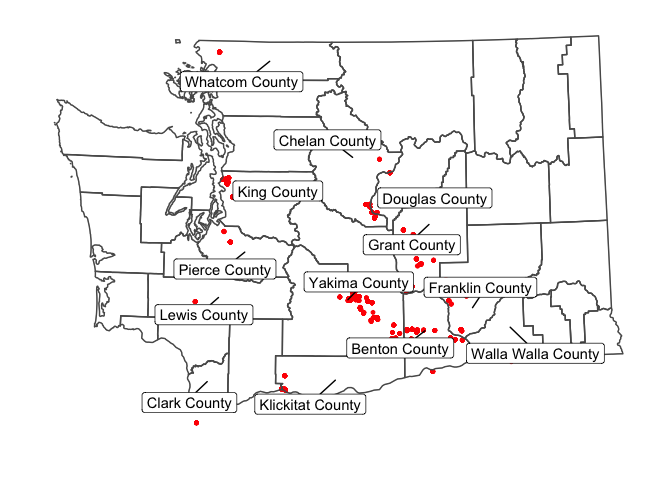 Whatcom County
Chelan County
King County
Douglas County
Grant County
Pierce County
Yakima County
Franklin County
Lewis County
Benton County
Walla Walla County
Clark County
Klickitat County